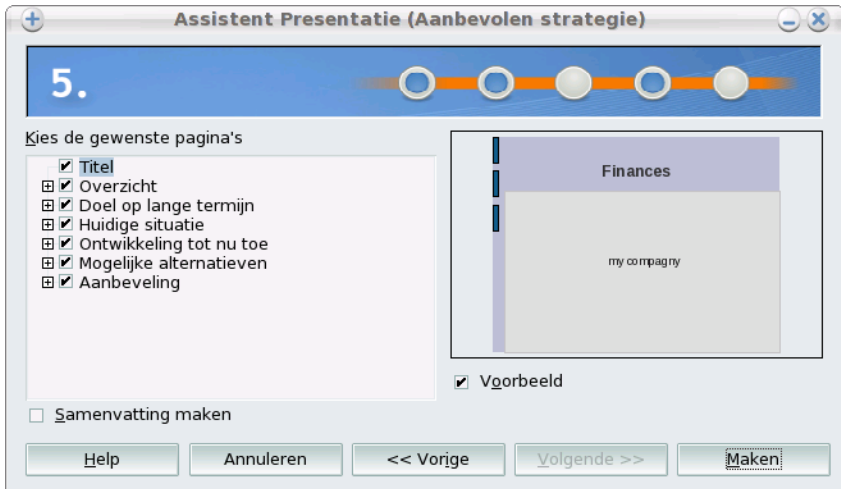 Assistent Presentatie (Aanbevolen strategie)
5.
Kies de gewenste pagina's
Titel
Overzicht
Doel op lange termijn
Huidige situatie
Ontwikkeling tot nu toe
Mogelijke alternatieven
Aanbeveling
Finances
my compagny
Voorbeeld
Samenvatting maken
Help
Annuleren
<< Vorige
Volgende >>
Maken